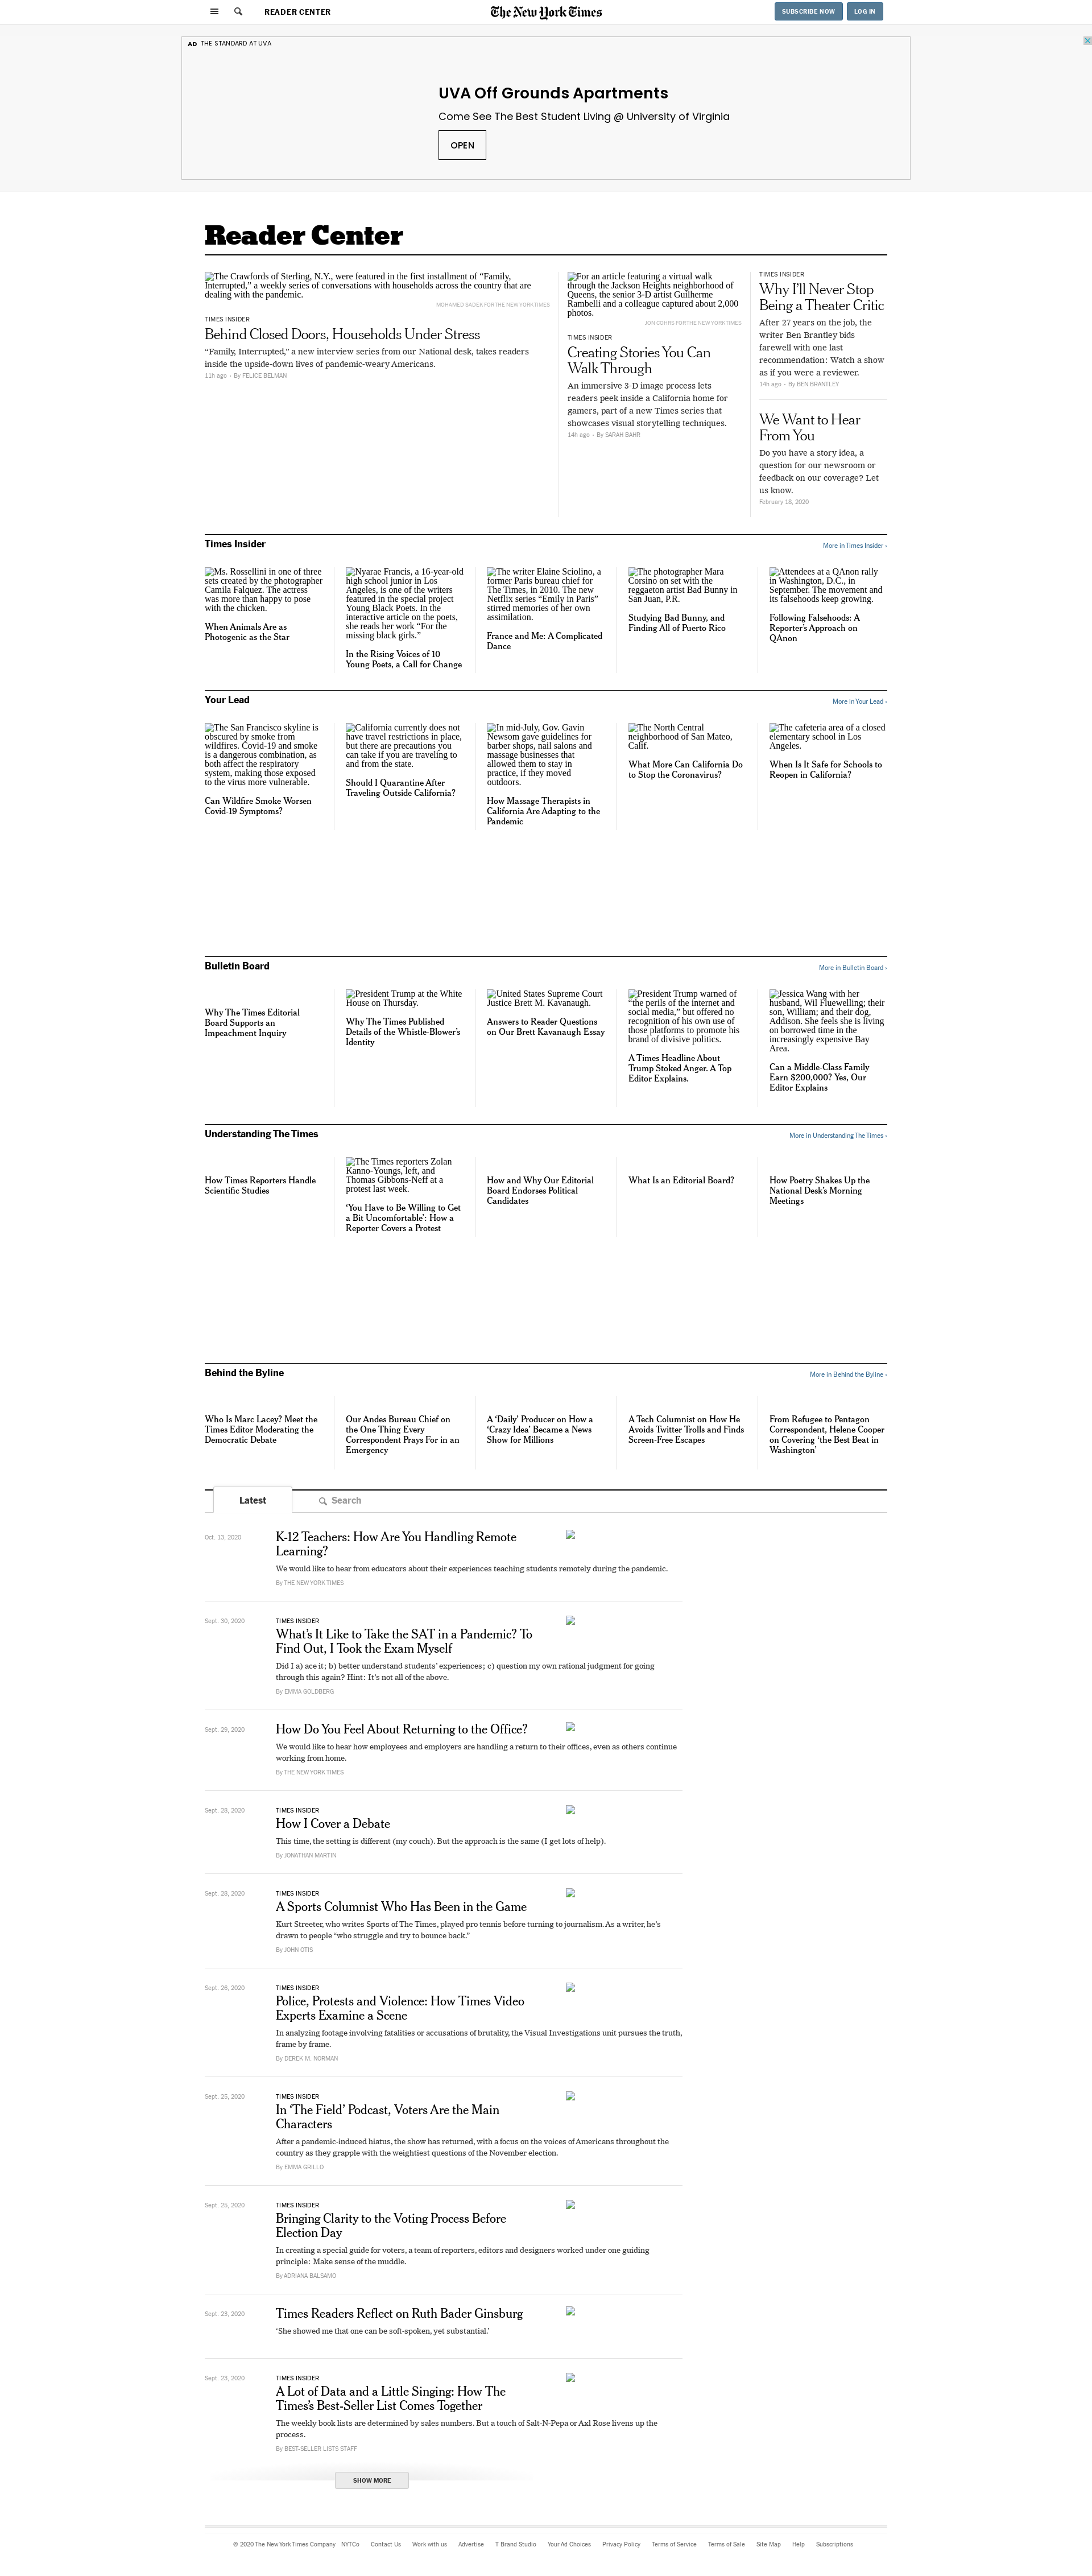 READER CENTER
The New York Times
SUBSCRIBE NOW
LOG IN
AD THE STANDARD AT UVA
UVA Off Grounds Apartments
Come See The Best Student Living @ University of Virginia
OPEN
Reader Center
The Crawfords of Sterling, N.Y., were featured in the first installment of “Family,
Interrupted,” a weekly series of conversations with households across the country that are
dealing with the pandemic.
MOHAMED SADEK FOR THE NEW YORK TIMES
TIMES INSIDER
Behind Closed Doors, Households Under Stress
“Family, Interrupted,” a new interview series from our National desk, takes readers
inside the upside-down lives of pandemic-weary Americans.
11h ago - By FELICE BELMAN
For an article featuring a virtual walk
through the Jackson Heights neighborhood of
Queens, the senior 3-D artist Guilherme
Rambelli and a colleague captured about 2,000
photos.
JON COHRS FOR THE NEW YORK TIMES
TIMES INSIDER
Creating Stories You Can
Walk Through
An immersive 3-D image process lets
readers peek inside a California home for
gamers, part of a new Times series that
showcases visual storytelling techniques.
14h ago - By SARAH BAHR
TIMES INSIDER
Why I’ll Never Stop
Being a Theater Critic
After 27 years on the job, the
writer Ben Brantley bids
farewell with one last
recommendation: Watch a show
as if you were a reviewer.
14h ago - By BEN BRANTLEY
We Want to Hear
From You
Do you have a story idea, a
question for our newsroom or
feedback on our coverage? Let
us know.
February 18, 2020
Times Insider
More in Times Insider ›
Ms. Rossellini in one of three
sets created by the photographer
Camila Falquez. The actress
was more than happy to pose
with the chicken.
When Animals Are as
Photogenic as the Star
Nyarae Francis, a 16-year-old
high school junior in Los
Angeles, is one of the writers
featured in the special project
Young Black Poets. In the
interactive article on the poets,
she reads her work “For the
missing black girls.”
In the Rising Voices of 10
Young Poets, a Call for Change
The writer Elaine Sciolino, a
former Paris bureau chief for
The Times, in 2010. The new
Netflix series “Emily in Paris”
stirred memories of her own
assimilation.
France and Me: A Complicated
Dance
The photographer Mara
Corsino on set with the
reggaeton artist Bad Bunny in
San Juan, P.R.
Studying Bad Bunny, and
Finding All of Puerto Rico
Attendees at a QAnon rally
in Washington, D.C., in
September. The movement and
its falsehoods keep growing.
Following Falsehoods: A
Reporter’s Approach on
QAnon
Your Lead
More in Your Lead ›
The San Francisco skyline is
obscured by smoke from
wildfires. Covid-19 and smoke
is a dangerous combination, as
both affect the respiratory
system, making those exposed
to the virus more vulnerable.
Can Wildfire Smoke Worsen
Covid-19 Symptoms?
California currently does not
have travel restrictions in place,
but there are precautions you
can take if you are traveling to
and from the state.
Should I Quarantine After
Traveling Outside California?
In mid-July, Gov. Gavin
Newsom gave guidelines for
barber shops, nail salons and
massage businesses that
allowed them to stay in
practice, if they moved
outdoors.
How Massage Therapists in
California Are Adapting to the
Pandemic
The North Central
neighborhood of San Mateo,
Calif.
What More Can California Do
to Stop the Coronavirus?
The cafeteria area of a closed
elementary school in Los
Angeles.
When Is It Safe for Schools to
Reopen in California?
Bulletin Board
More in Bulletin Board ›
Why The Times Editorial
Board Supports an
Impeachment Inquiry
President Trump at the White
House on Thursday.
Why The Times Published
Details of the Whistle-Blower’s
Identity
United States Supreme Court
Justice Brett M. Kavanaugh.
Answers to Reader Questions
on Our Brett Kavanaugh Essay
President Trump warned of
“the perils of the internet and
social media,” but offered no
recognition of his own use of
those platforms to promote his
brand of divisive politics.
A Times Headline About
Trump Stoked Anger. A Top
Editor Explains.
Jessica Wang with her
husband, Wil Fluewelling; their
son, William; and their dog,
Addison. She feels she is living
on borrowed time in the
increasingly expensive Bay
Area.
Can a Middle-Class Family
Earn $200,000? Yes, Our
Editor Explains
Understanding The Times
More in Understanding The Times ›
How Times Reporters Handle
Scientific Studies
The Times reporters Zolan
Kanno-Youngs, left, and
Thomas Gibbons-Neff at a
protest last week.
‘You Have to Be Willing to Get
a Bit Uncomfortable’: How a
Reporter Covers a Protest
How and Why Our Editorial
Board Endorses Political
Candidates
What Is an Editorial Board?
How Poetry Shakes Up the
National Desk’s Morning
Meetings
Behind the Byline
More in Behind the Byline ›
Who Is Marc Lacey? Meet the
Times Editor Moderating the
Democratic Debate
Our Andes Bureau Chief on
the One Thing Every
Correspondent Prays For in an
Emergency
A ‘Daily’ Producer on How a
‘Crazy Idea’ Became a News
Show for Millions
A Tech Columnist on How He
Avoids Twitter Trolls and Finds
Screen-Free Escapes
From Refugee to Pentagon
Correspondent, Helene Cooper
on Covering ‘the Best Beat in
Washington’
Latest
Search
Oct. 13, 2020
K-12 Teachers: How Are You Handling Remote
Learning?
We would like to hear from educators about their experiences teaching students remotely during the pandemic.
By THE NEW YORK TIMES
Sept. 30, 2020
TIMES INSIDER
What’s It Like to Take the SAT in a Pandemic? To
Find Out, I Took the Exam Myself
Did I a) ace it; b) better understand students’ experiences; c) question my own rational judgment for going
through this again? Hint: It’s not all of the above.
By EMMA GOLDBERG
Sept. 29, 2020
How Do You Feel About Returning to the Office?
We would like to hear how employees and employers are handling a return to their offices, even as others continue
working from home.
By THE NEW YORK TIMES
Sept. 28, 2020
TIMES INSIDER
How I Cover a Debate
This time, the setting is different (my couch). But the approach is the same (I get lots of help).
By JONATHAN MARTIN
Sept. 28, 2020
TIMES INSIDER
A Sports Columnist Who Has Been in the Game
Kurt Streeter, who writes Sports of The Times, played pro tennis before turning to journalism. As a writer, he’s
drawn to people “who struggle and try to bounce back.”
By JOHN OTIS
Sept. 26, 2020
TIMES INSIDER
Police, Protests and Violence: How Times Video
Experts Examine a Scene
In analyzing footage involving fatalities or accusations of brutality, the Visual Investigations unit pursues the truth,
frame by frame.
By DEREK M. NORMAN
Sept. 25, 2020
TIMES INSIDER
In ‘The Field’ Podcast, Voters Are the Main
Characters
After a pandemic-induced hiatus, the show has returned, with a focus on the voices of Americans throughout the
country as they grapple with the weightiest questions of the November election.
By EMMA GRILLO
Sept. 25, 2020
TIMES INSIDER
Bringing Clarity to the Voting Process Before
Election Day
In creating a special guide for voters, a team of reporters, editors and designers worked under one guiding
principle: Make sense of the muddle.
By ADRIANA BALSAMO
Sept. 23, 2020
Times Readers Reflect on Ruth Bader Ginsburg
‘She showed me that one can be soft-spoken, yet substantial.’
Sept. 23, 2020
TIMES INSIDER
A Lot of Data and a Little Singing: How The
Times’s Best-Seller List Comes Together
The weekly book lists are determined by sales numbers. But a touch of Salt-N-Pepa or Axl Rose livens up the
process.
By BEST-SELLER LISTS STAFF
SHOW MORE
© 2020 The New York Times Company NYTCo Contact Us Work with us Advertise T Brand Studio Your Ad Choices Privacy Policy Terms of Service Terms of Sale Site Map Help Subscriptions